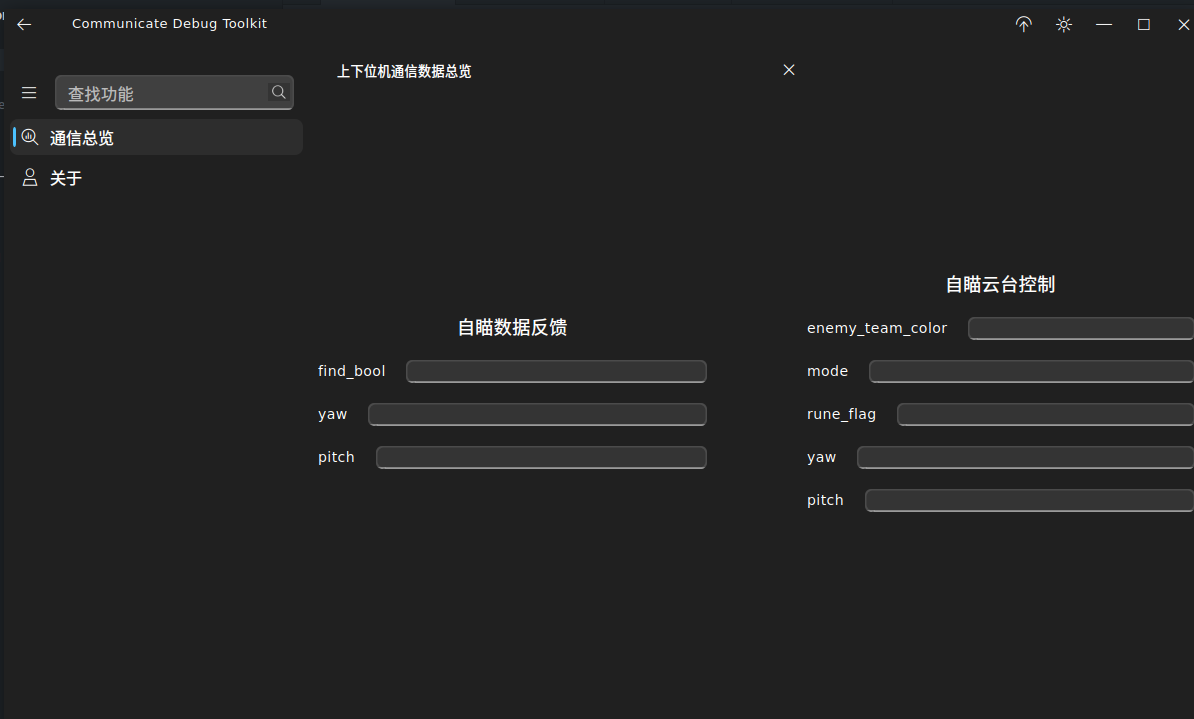 Communicate Debug Toolkit
查找功能
通信总览
关于
上下位机通信数据总览
自瞄数据反馈
find_bool
yaw
pitch
自瞄云台控制
enemy_team_color
mode
rune_flag
yaw
pitch